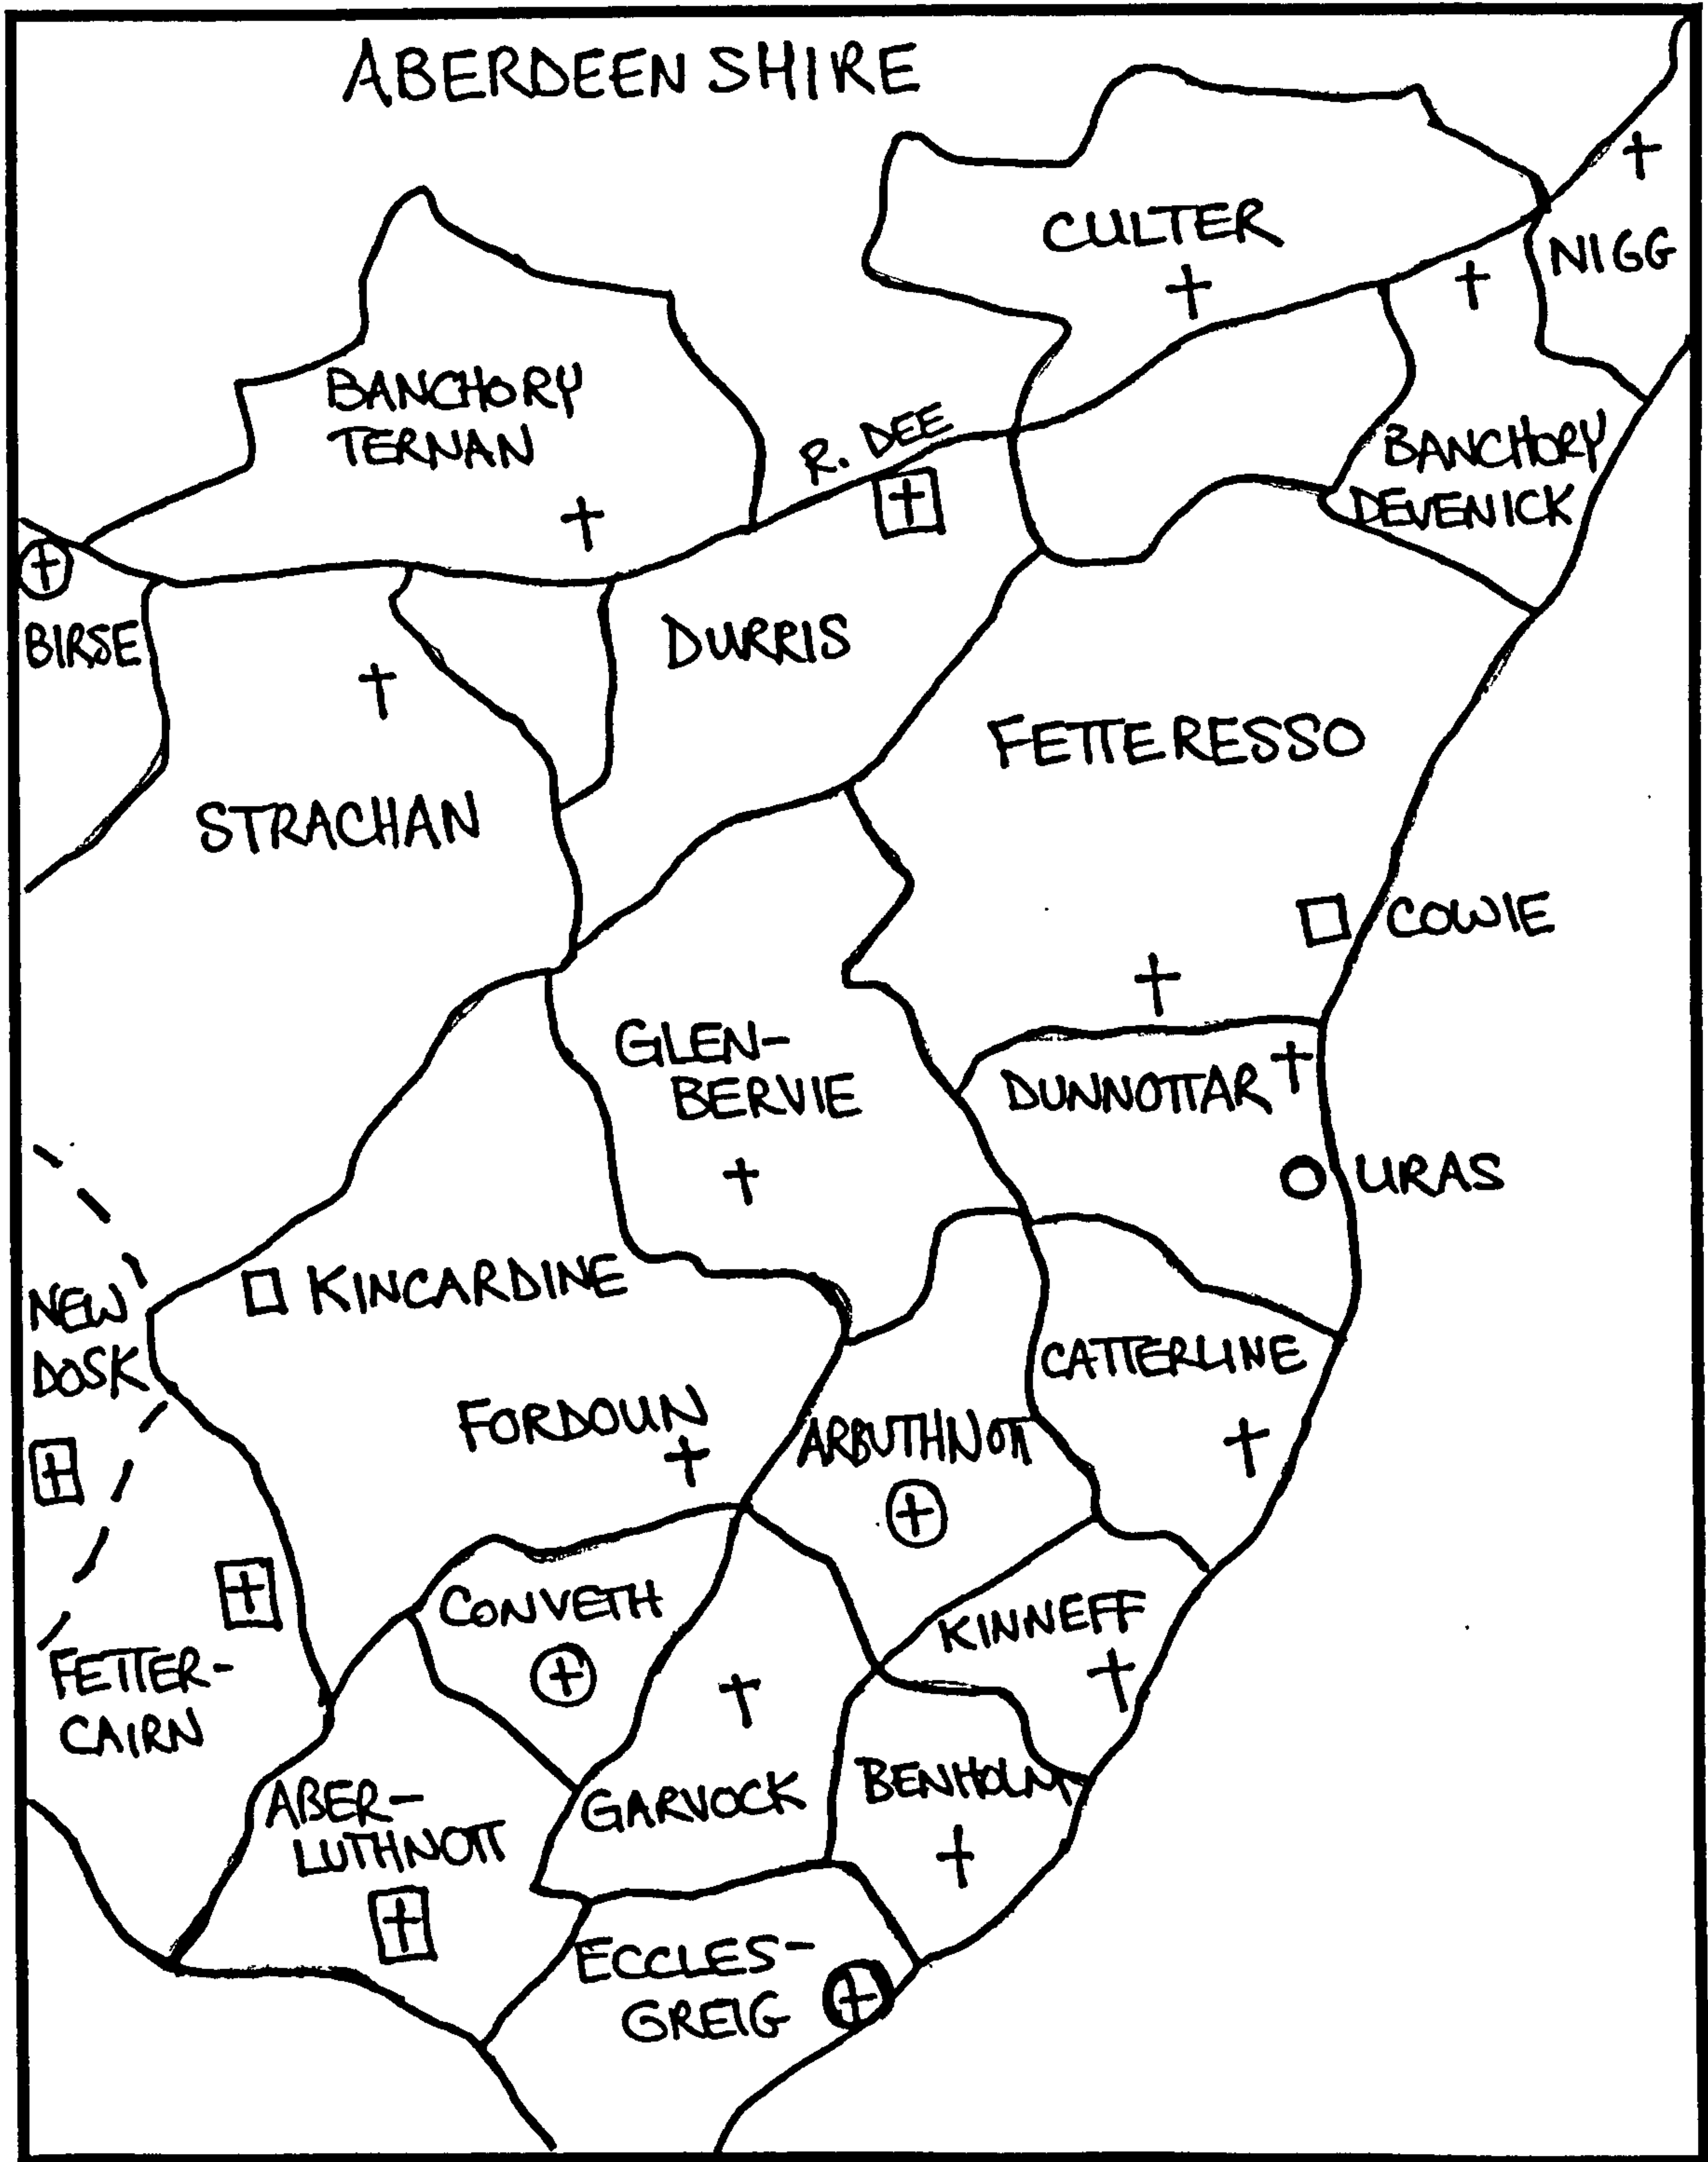 ABERDEEN SHIRE
CULTER
NIGG
BANCHORY
TERNAN
R. DEE
BANCHORY
DEVENICK
BIRSE
DURRIS
FETTERESSO
STRACHAN
COWIE
GLEN-
BERVIE
DUNNOTTAR
URAS
KINCARDINE
NEW
DOSK
CATTERLINE
FORDOUN
ARBUTHNOTT
CONVETH
KINNEFF
FETTER-
CAIRN
BENHOLM
GARVOCK
ABER-
LUTHNOTT
ECCLES-
GREIG